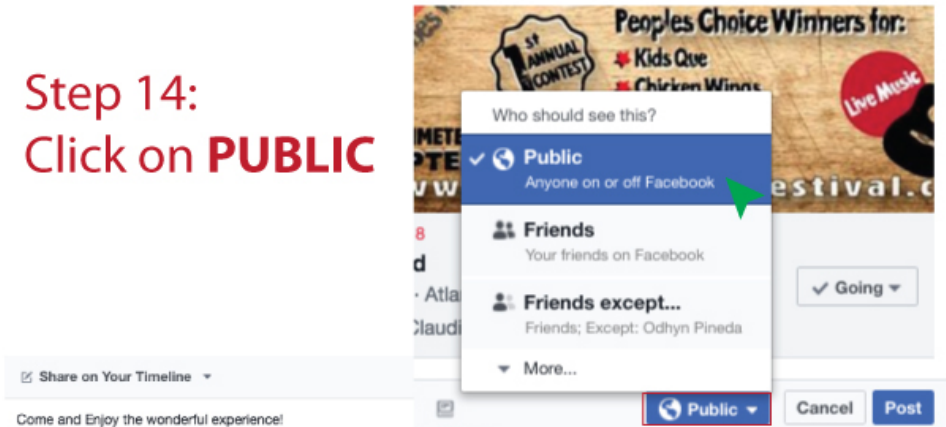 Step 14:
Click on PUBLIC
Peoples Choice Winners for:
1st
ANNUAL
CONTEST
Kids Que
Chicken Wings
Live Music
Who should see this?
Public
Anyone on or off Facebook
estival.c
Friends
Your friends on Facebook
8
d
· Atla
Claudi
Going
Friends except...
Friends; Except: Odhyn Pineda
More...
Share on Your Timeline
Come and Enjoy the wonderful experience!
Public
Cancel
Post